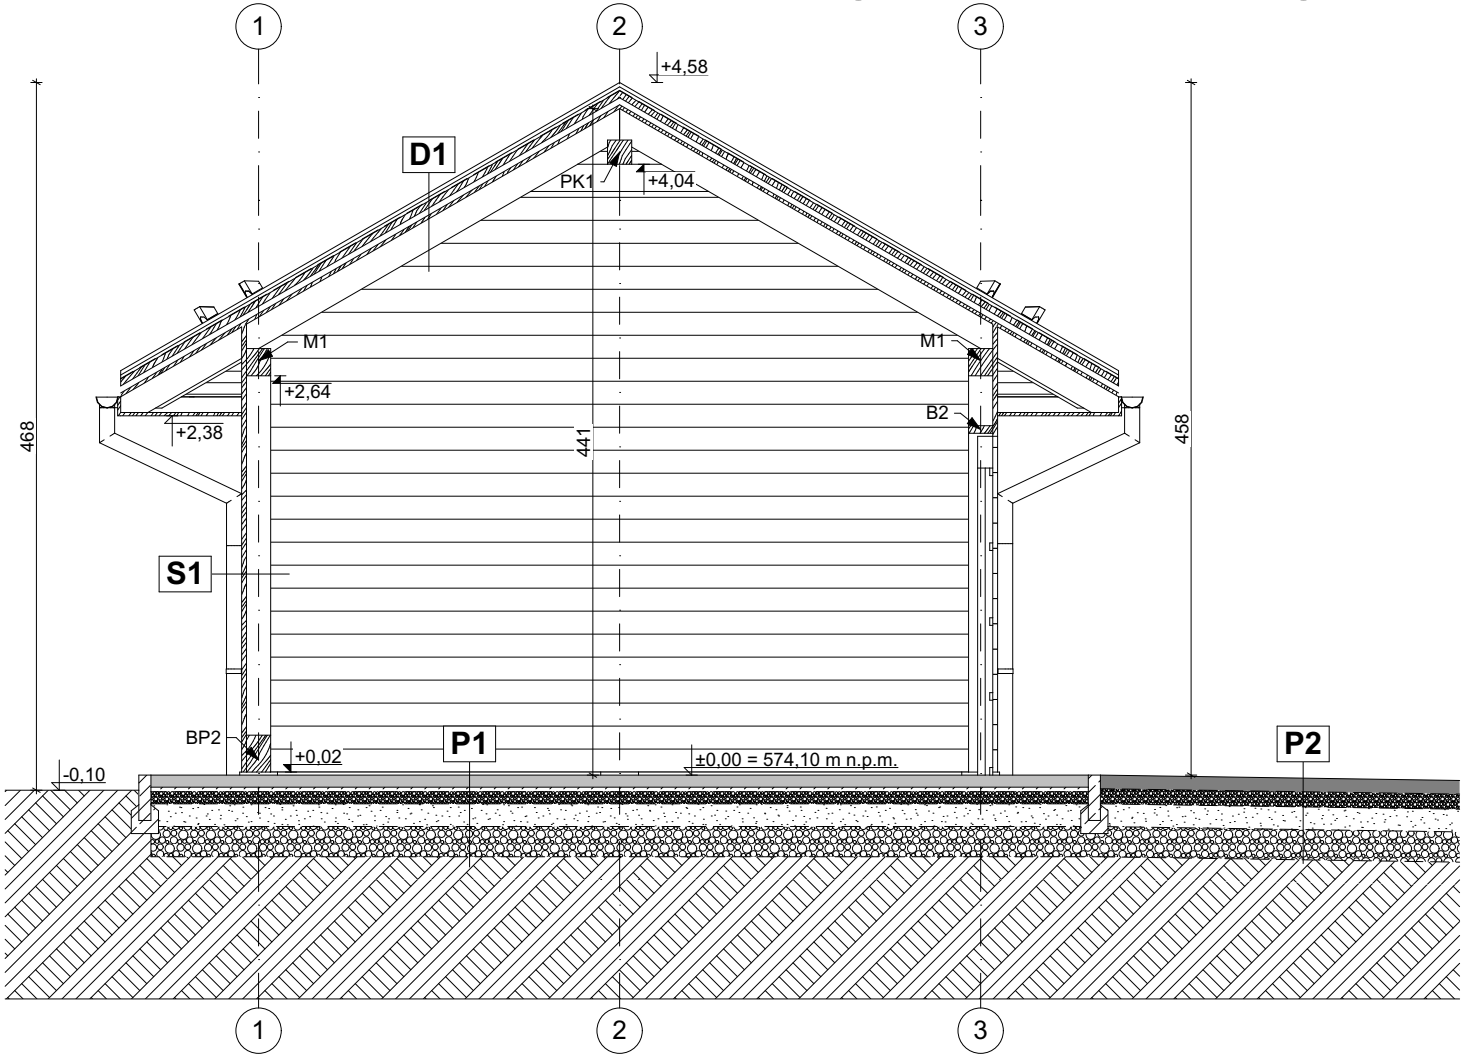 1
2
3
+4,58
D1
PK1
+4,04
M1
M1
+2,64
B2
+2,38
468
441
458
S1
BP2
+0,02
P1
±0,00 = 574,10 m n.p.m.
P2
-0,10
1
2
3